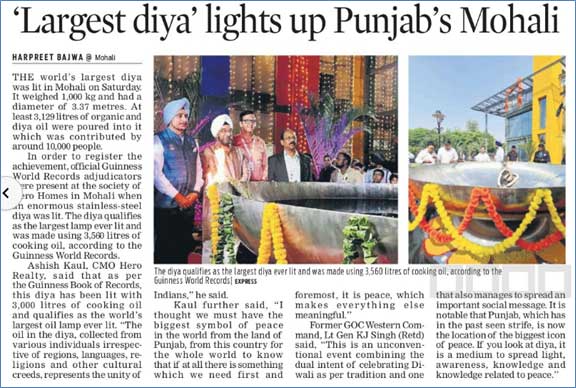 ‘Largest diya’ lights up Punjab’s Mohali
HARPREET BAJWA @ Mohali
THE world’s largest diya
was lit in Mohali on Saturday.
It weighed 1,000 kg and had a
diameter of 3.37 metres. At
least 3,129 litres of organic and
diya oil were poured into it
which was contributed by
around 10,000 people.
In order to register the
achievement, official Guinness
World Records adjudicators
were present at the society of
Hero Homes in Mohali when
an enormous stainless-steel
diya was lit. The diya qualifies
as the largest lamp ever lit and
was made using 3,560 litres of
cooking oil, according to the
Guinness World Records.
Ashish Kaul, CMO Hero
Realty, said that as per
the Guinness Book of Records,
this diya has been lit with
3,000 litres of cooking oil
and qualifies as the world’s
largest oil lamp ever lit. “The
oil in the diya, collected from
various individuals irrespec-
tive of regions, languages, re-
ligions and other cultural
creeds, represents the unity of
The diya qualifies as the largest diya ever lit and was made using 3,560 litres of cooking oil, according to the
Guinness World Records| EXPRESS
Indians,” he said.
Kaul further said, “I
thought we must have the
biggest symbol of peace
in the world from the land of
Punjab, from this country for
the whole world to know
that if at all there is something
which we need first and
foremost, it is peace, which
makes everything else
meaningful.”
Former GOC Western Com-
mand, Lt Gen KJ Singh (Retd)
said, “This is an unconven-
tional event combining the
dual intent of celebrating Di-
wali as per tradition and one
that also manages to spread an
important social message. It is
notable that Punjab, which has
in the past seen strife, is now
the location of the biggest icon
of peace. If you look at diya, it
is a medium to spread light,
awareness, knowledge and
knowledge related to peace.”